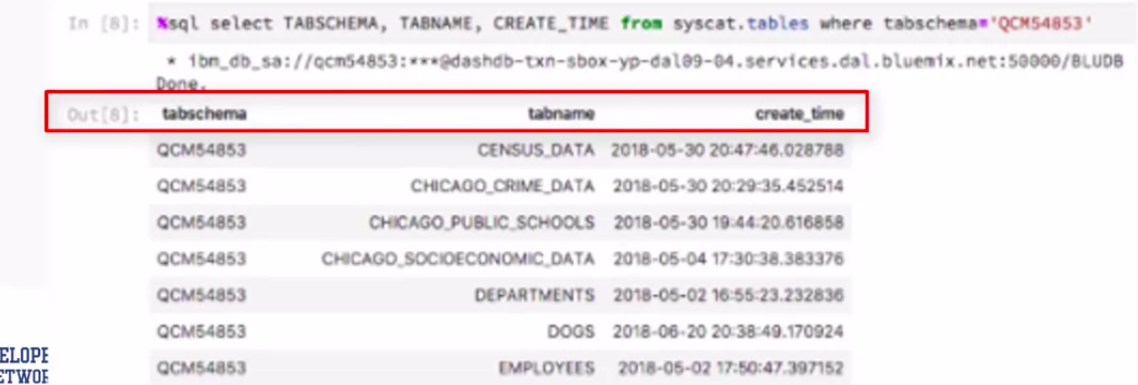 In [8]: %sql select TABSCHEMA, TABNAME, CREATE_TIME from syscat.tables where tabschema='QCM54853'
* ibm_db_sa://qcm54853:***@dashdb-txn-sbox-yp-dal09-04.services.dal.bluemix.net:50000/BLUDB
Done.
Out[8]: tabschema tabname create_time
QCM54853 CENSUS_DATA 2018-05-30 20:47:46.028788
QCM54853 CHICAGO_CRIME_DATA 2018-05-30 20:29:35.452514
QCM54853 CHICAGO_PUBLIC_SCHOOLS 2018-05-30 19:44:20.616858
QCM54853 CHICAGO_SOCIOECONOMIC_DATA 2018-05-04 17:30:38.383376
QCM54853 DEPARTMENTS 2018-05-02 16:55:23.232836
QCM54853 DOGS 2018-06-20 20:38:49.170924
ELOPE
QCM54853 EMPLOYEES 2018-05-02 17:50:47.397152
ETWOR